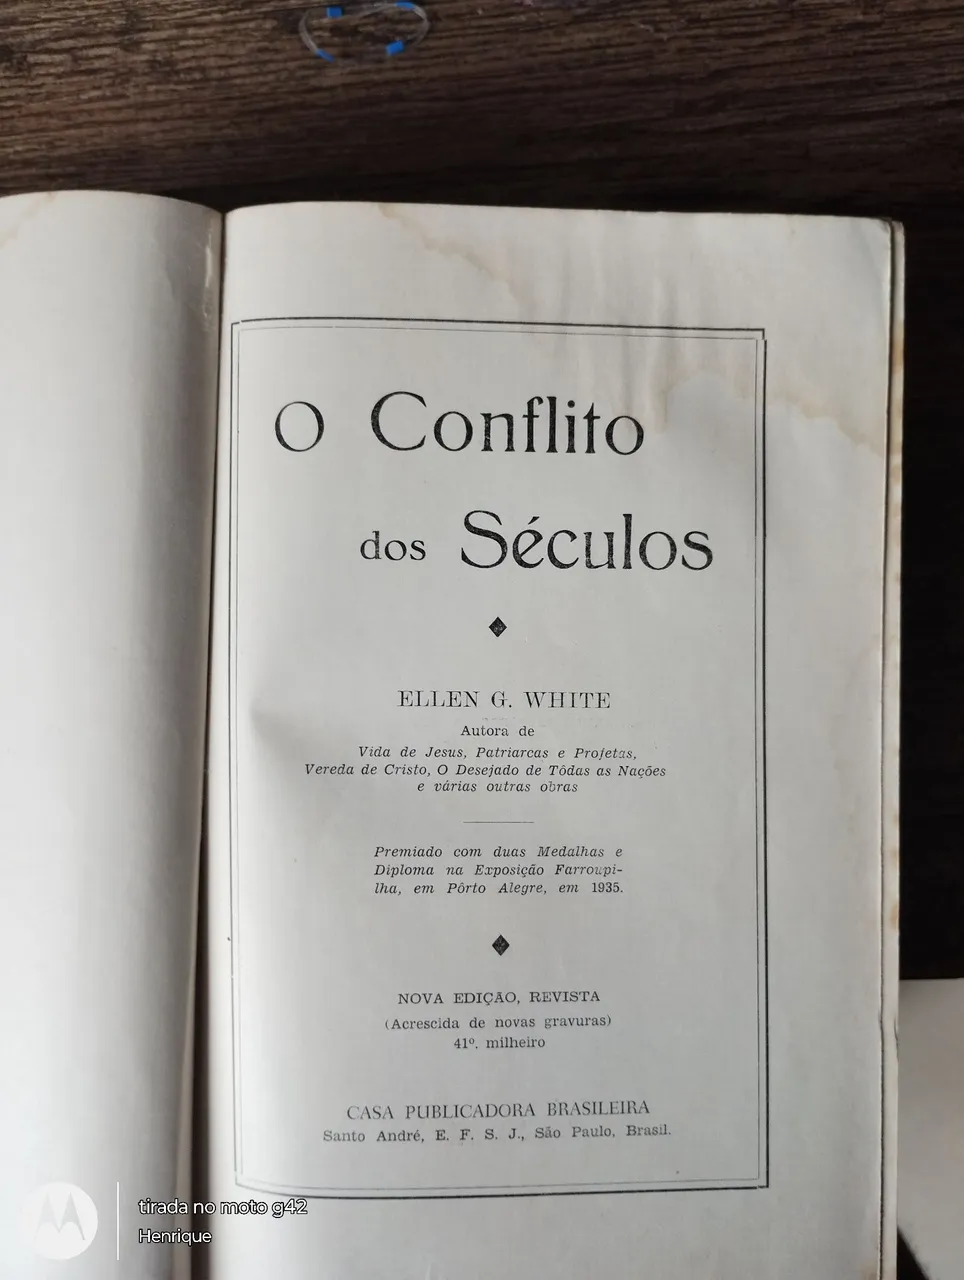 O Conflito
dos Séculos
ELLEN G. WHITE
Autora de
Vida de Jesus, Patriarcas e Profetas,
Vereda de Cristo, O Desejado de Tôdas as Nações
e várias outras obras
Premiado com duas Medalhas e
Diploma na Exposição Farroupi-
lha, em Pôrto Alegre, em 1935.
NOVA EDIÇÃO, REVISTA
(Acrescida de novas gravuras)
41º. milheiro
CASA PUBLICADORA BRASILEIRA
Santo André, E. F. S. J., São Paulo, Brasil.
tirada no moto g42
Henrique